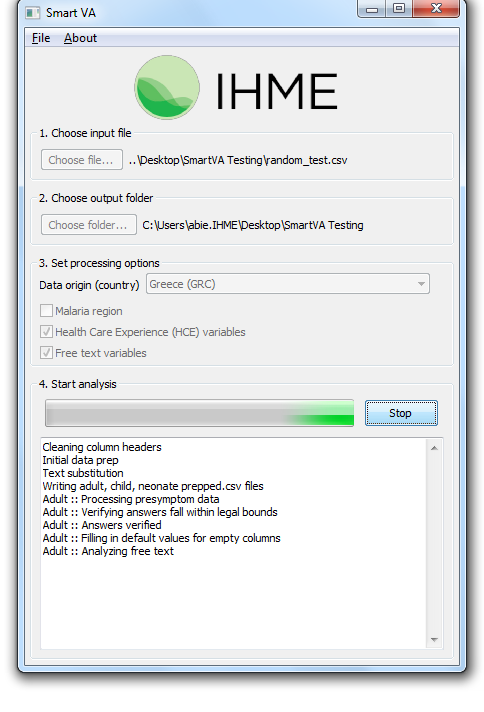 Smart VA
File About
IHME
1. Choose input file
Choose file... ..\Desktop\SmartVA Testing\random_test.csv
2. Choose output folder
Choose folder... C:\Users\abie.IHME\Desktop\SmartVA Testing
3. Set processing options
Data origin (country) Greece (GRC)
Malaria region
Health Care Experience (HCE) variables
Free text variables
4. Start analysis
Stop
Cleaning column headers
Initial data prep
Text substitution
Writing adult, child, neonate prepped.csv files
Adult :: Processing presymptom data
Adult :: Verifying answers fall within legal bounds
Adult :: Answers verified
Adult :: Filling in default values for empty columns
Adult :: Analyzing free text